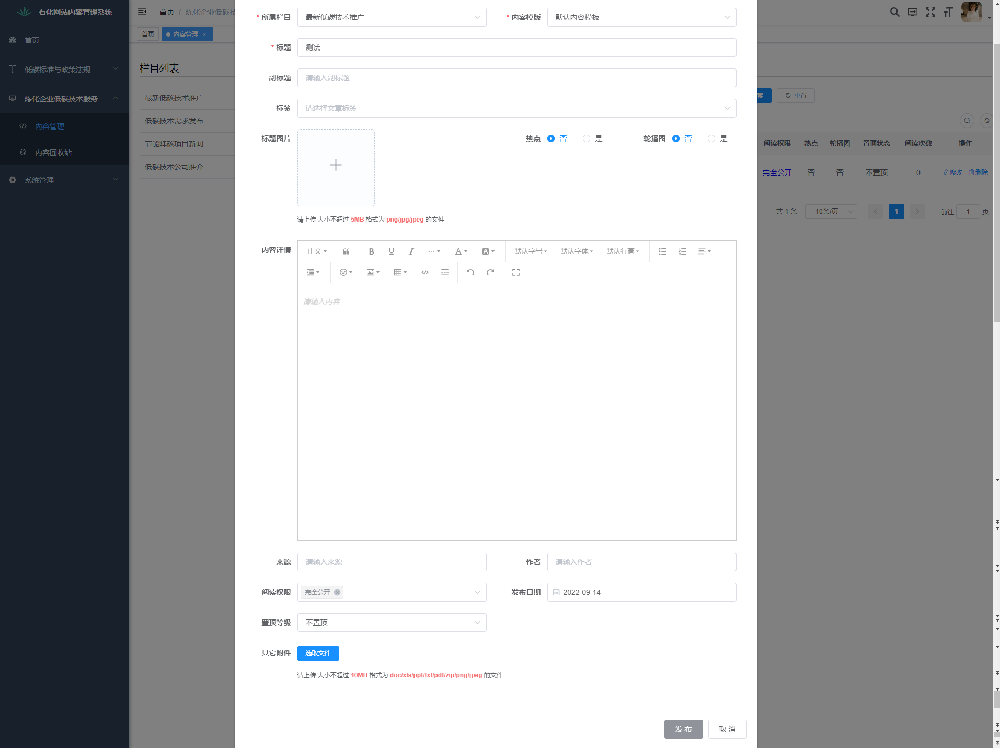 石化网站内容管理系统
首页
低碳标准与政策法规
炼化企业低碳技术服务
内容管理
内容回收站
系统管理
首页 / 炼化企业低碳技
首页
内容管理 ×
栏目列表
最新低碳技术推广
低碳技术需求发布
节能降碳项目新闻
低碳技术公司推介
* 所属栏目 最新低碳技术推广 * 内容模版 默认内容模板
* 标题 测试
副标题 请输入副标题
标签 请选择文章标签
标题图片 热点 否 是 轮播图 否 是
请上传 大小不超过 5MB 格式为 png/jpg/jpeg 的文件
内容详情 正文 B U I ··· A A 默认字号 默认字体 默认行高
请输入内容...
来源 请输入来源 作者 请输入作者
阅读权限 完全公开 发布日期 2022-09-14
置顶等级 不置顶
其它附件 选取文件
请上传 大小不超过 10MB 格式为 doc/xls/ppt/txt/pdf/zip/png/jpeg 的文件
发 布 取 消
索 重置
阅读权限 热点 轮播图 置顶状态 阅读次数 操作
完全公开 否 否 不置顶 0 修改 删除
共 1 条 10条/页 1 前往 1 页